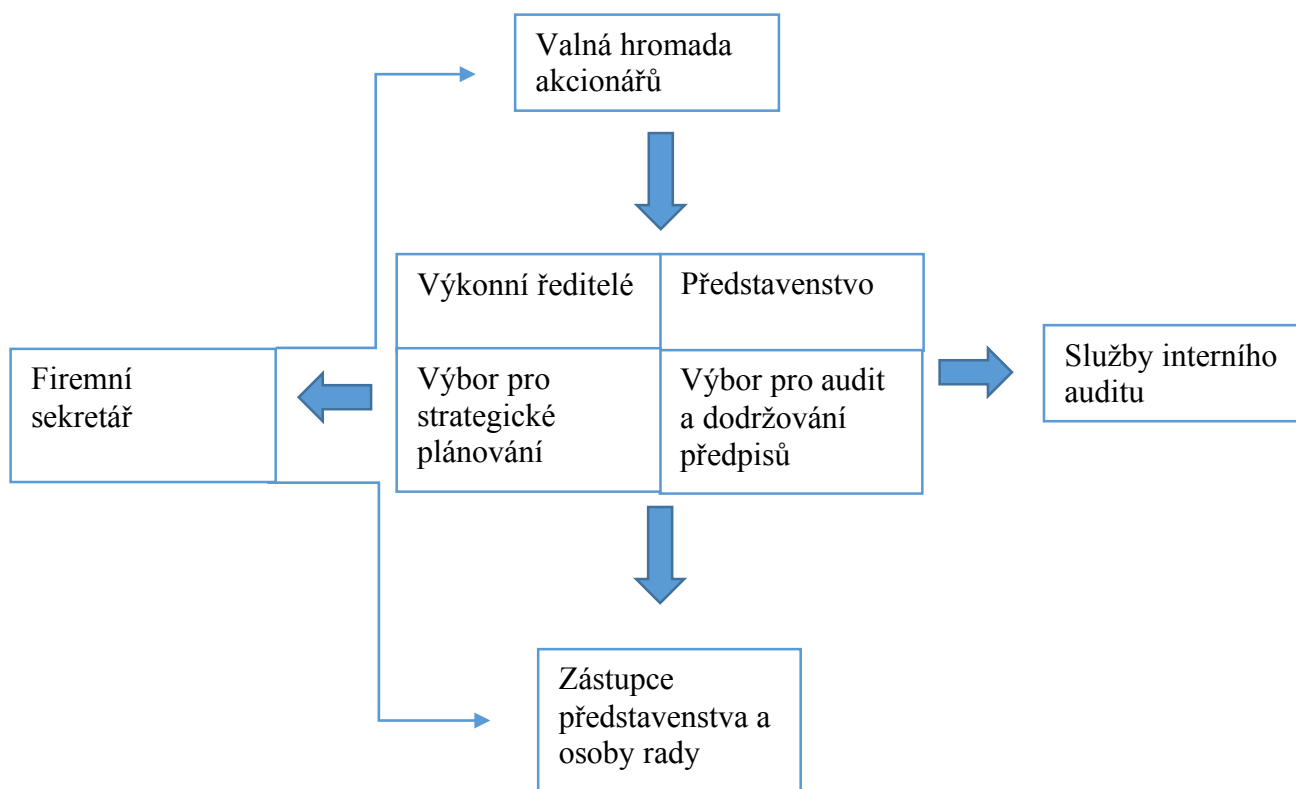 Valná hromada
akcionářů
Výkonní ředitelé
Představenstvo
Firemní
sekretář
Výbor pro
strategické
plánování
Výbor pro audit
a dodržování
předpisů
Služby interního
auditu
Zástupce
představenstva a
osoby rady